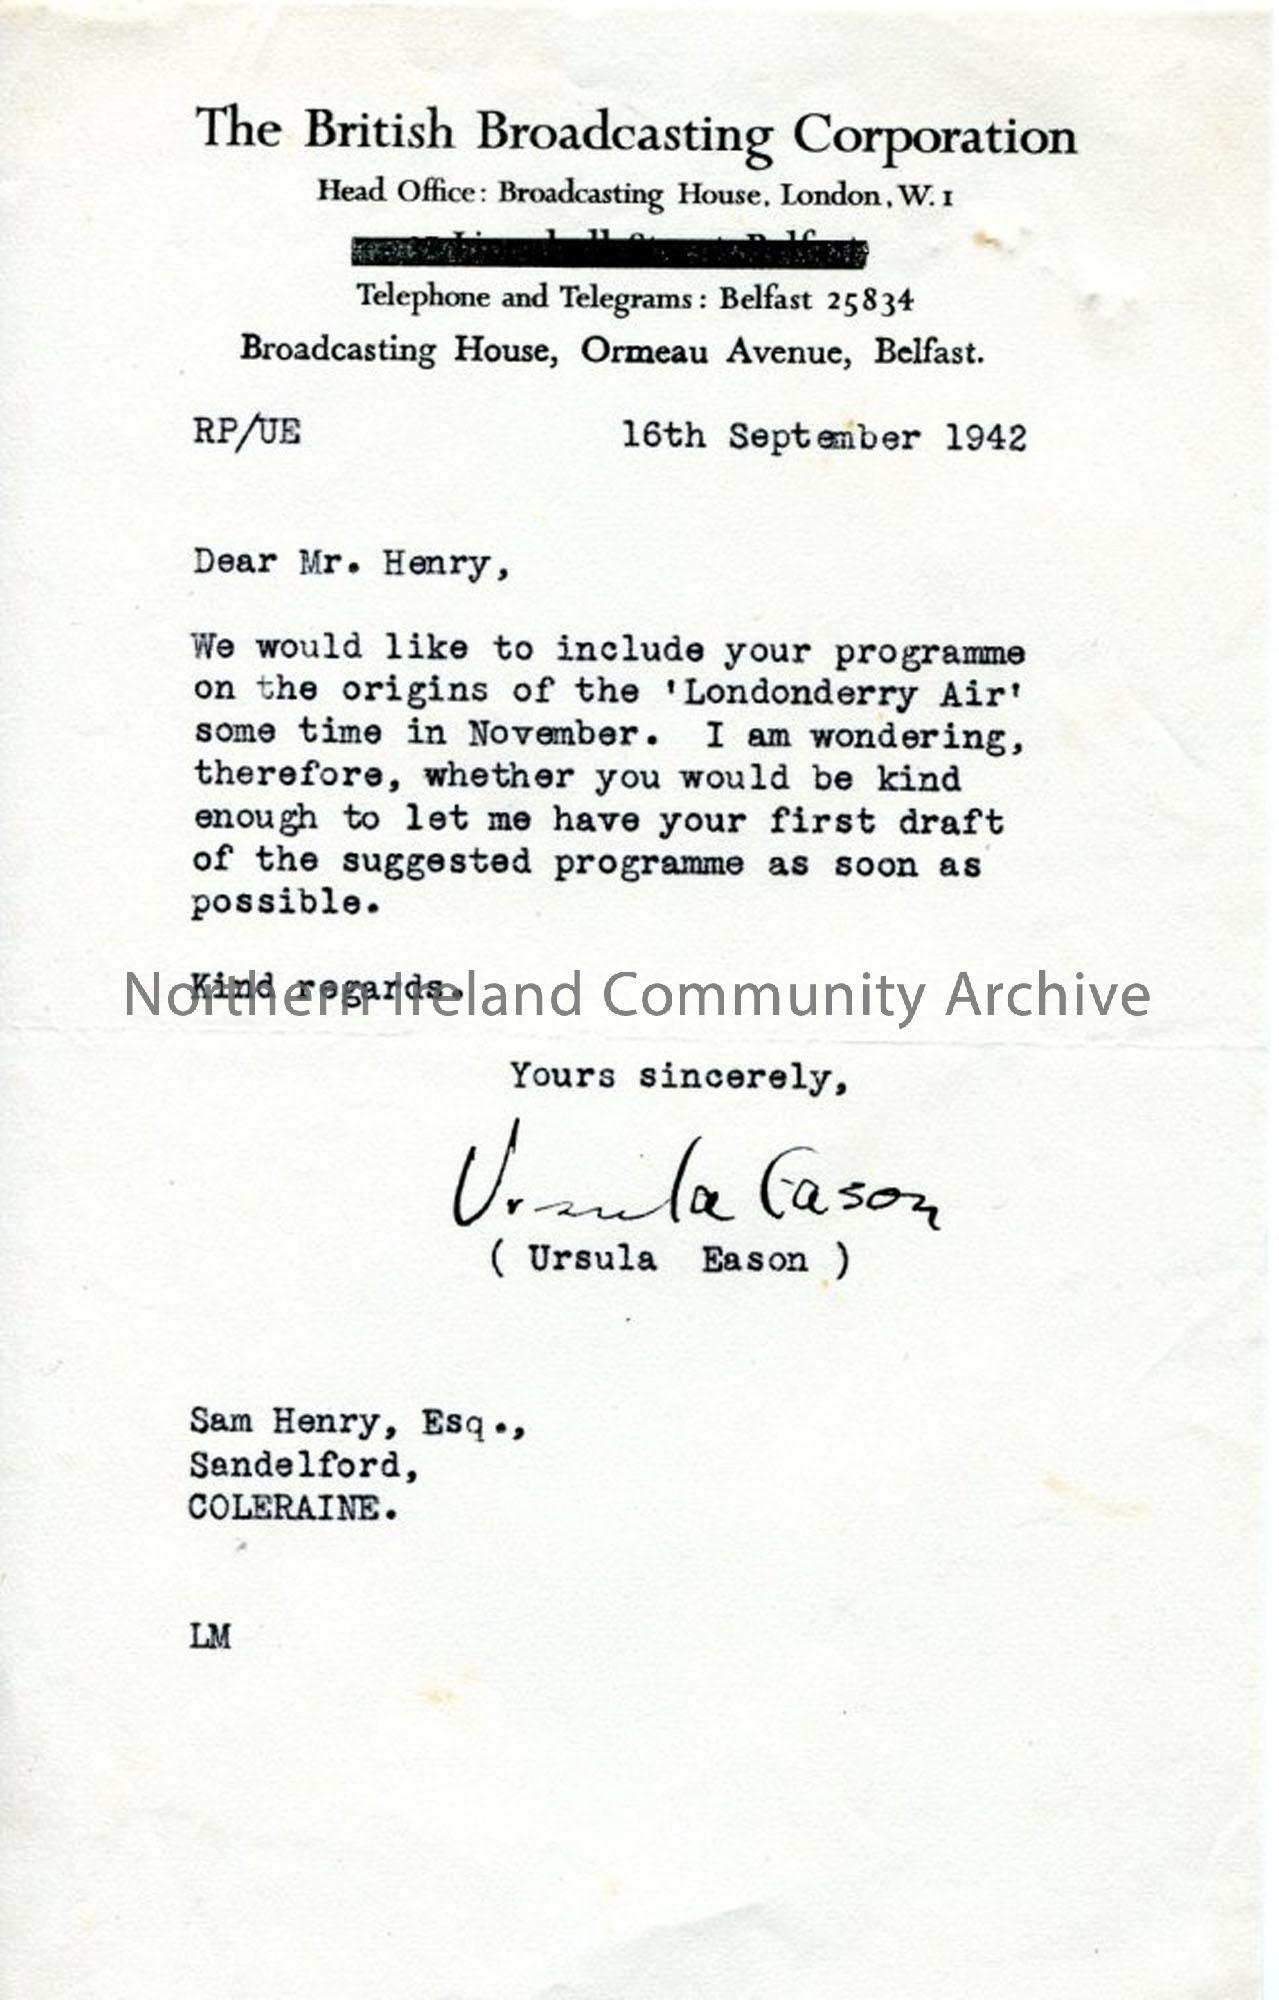 The British Broadcasting Corporation
Head Office: Broadcasting House, London, W.1
Telephone and Telegrams: Belfast 25834
Broadcasting House, Ormeau Avenue, Belfast.
RP/UE 16th September 1942
Dear Mr. Henry,
We would like to include your programme
on the origins of the 'Londonderry Air'
some time in November. I am wondering,
therefore, whether you would be kind
enough to let me have your first draft
of the suggested programme as soon as
possible.
Kind regards.
Northern Ireland Community Archive
Yours sincerely,
Ursula Eason
( Ursula Eason )
Sam Henry, Esq.,
Sandelford,
COLERAINE.
LM